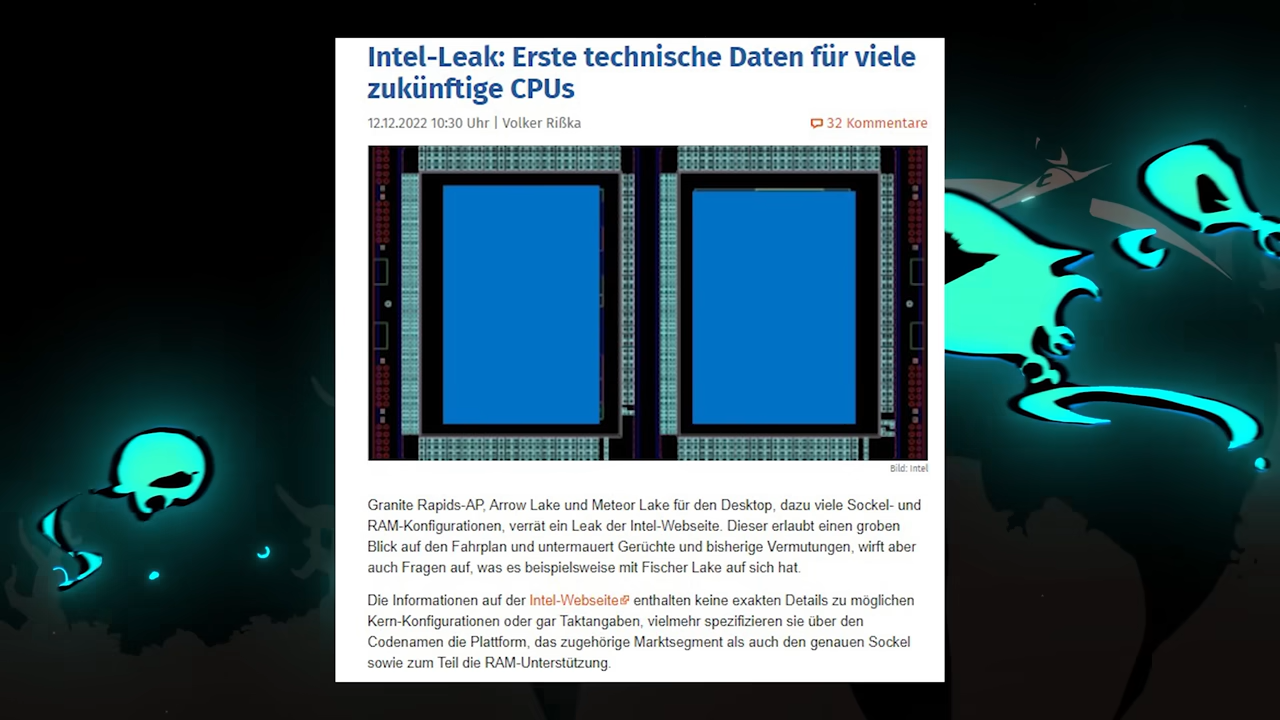 Intel-Leak: Erste technische Daten für viele
zukünftige CPUs
12.12.2022 10:30 Uhr | Volker Rißka
32 Kommentare
Bild: Intel
Granite Rapids-AP, Arrow Lake und Meteor Lake für den Desktop, dazu viele Sockel- und
RAM-Konfigurationen, verrät ein Leak der Intel-Webseite. Dieser erlaubt einen groben
Blick auf den Fahrplan und untermauert Gerüchte und bisherige Vermutungen, wirft aber
auch Fragen auf, was es beispielsweise mit Fischer Lake auf sich hat.
Die Informationen auf der Intel-Webseite enthalten keine exakten Details zu möglichen
Kern-Konfigurationen oder gar Taktangaben, vielmehr spezifizieren sie über den
Codenamen die Plattform, das zugehörige Marktsegment als auch den genauen Sockel
sowie zum Teil die RAM-Unterstützung.